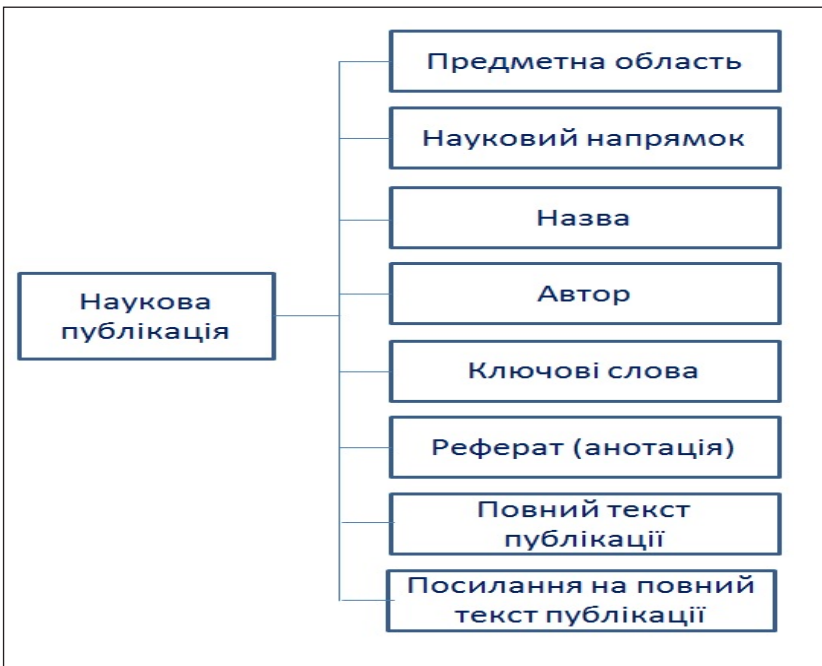 Предметна область
Науковий напрямок
Назва
Наукова
публікація
Автор
Ключові слова
Реферат (анотація)
Повний текст
публікації
Посилання на повний
текст публікації